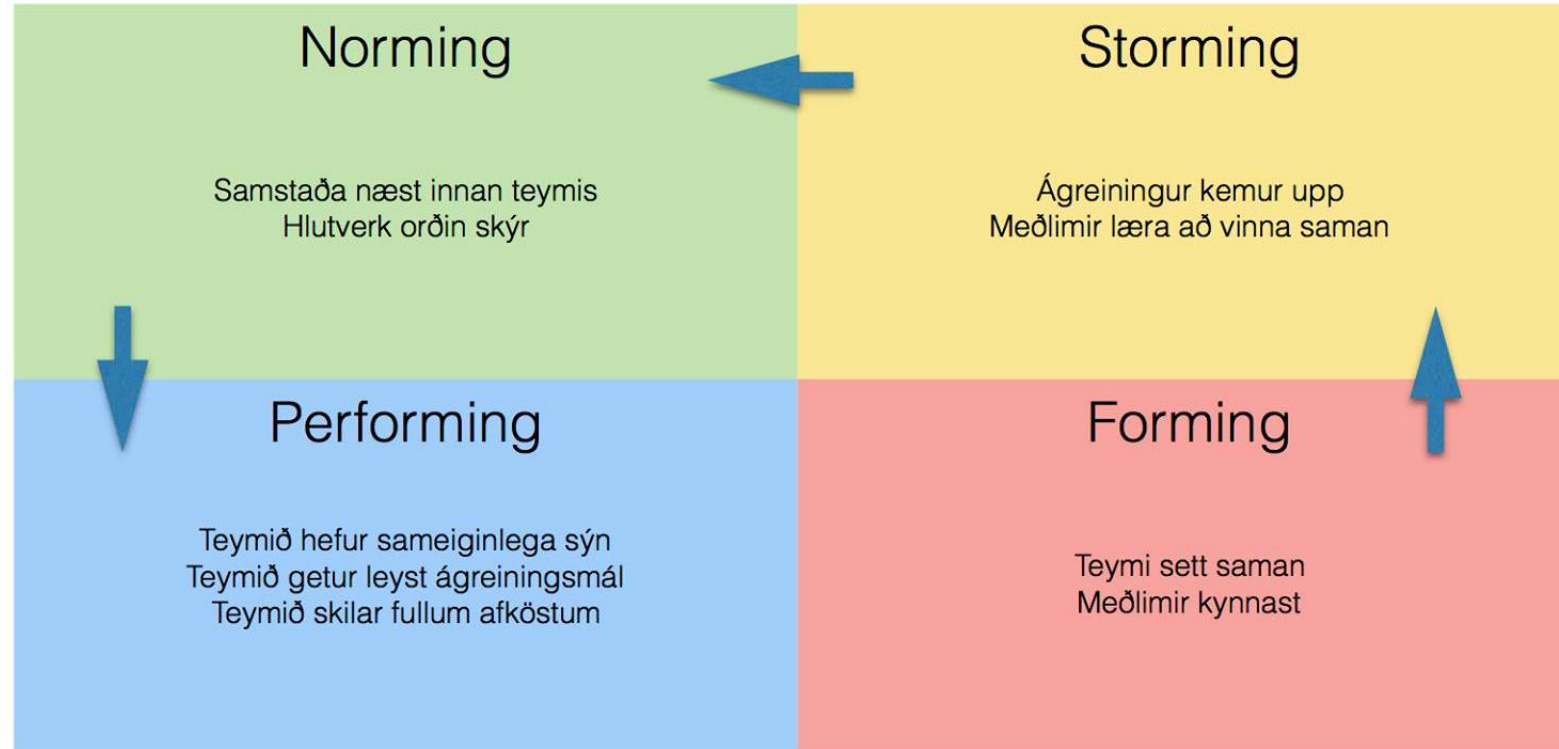 Norming
Samstaða næst innan teymis
Hlutverk orðin skýr
Storming
Ágreiningur kemur upp
Meðlimir læra að vinna saman
Performing
Teymið hefur sameiginlega sýn
Teymið getur leyst ágreiningsmál
Teymið skilar fullum afköstum
Forming
Teymi sett saman
Meðlimir kynnast